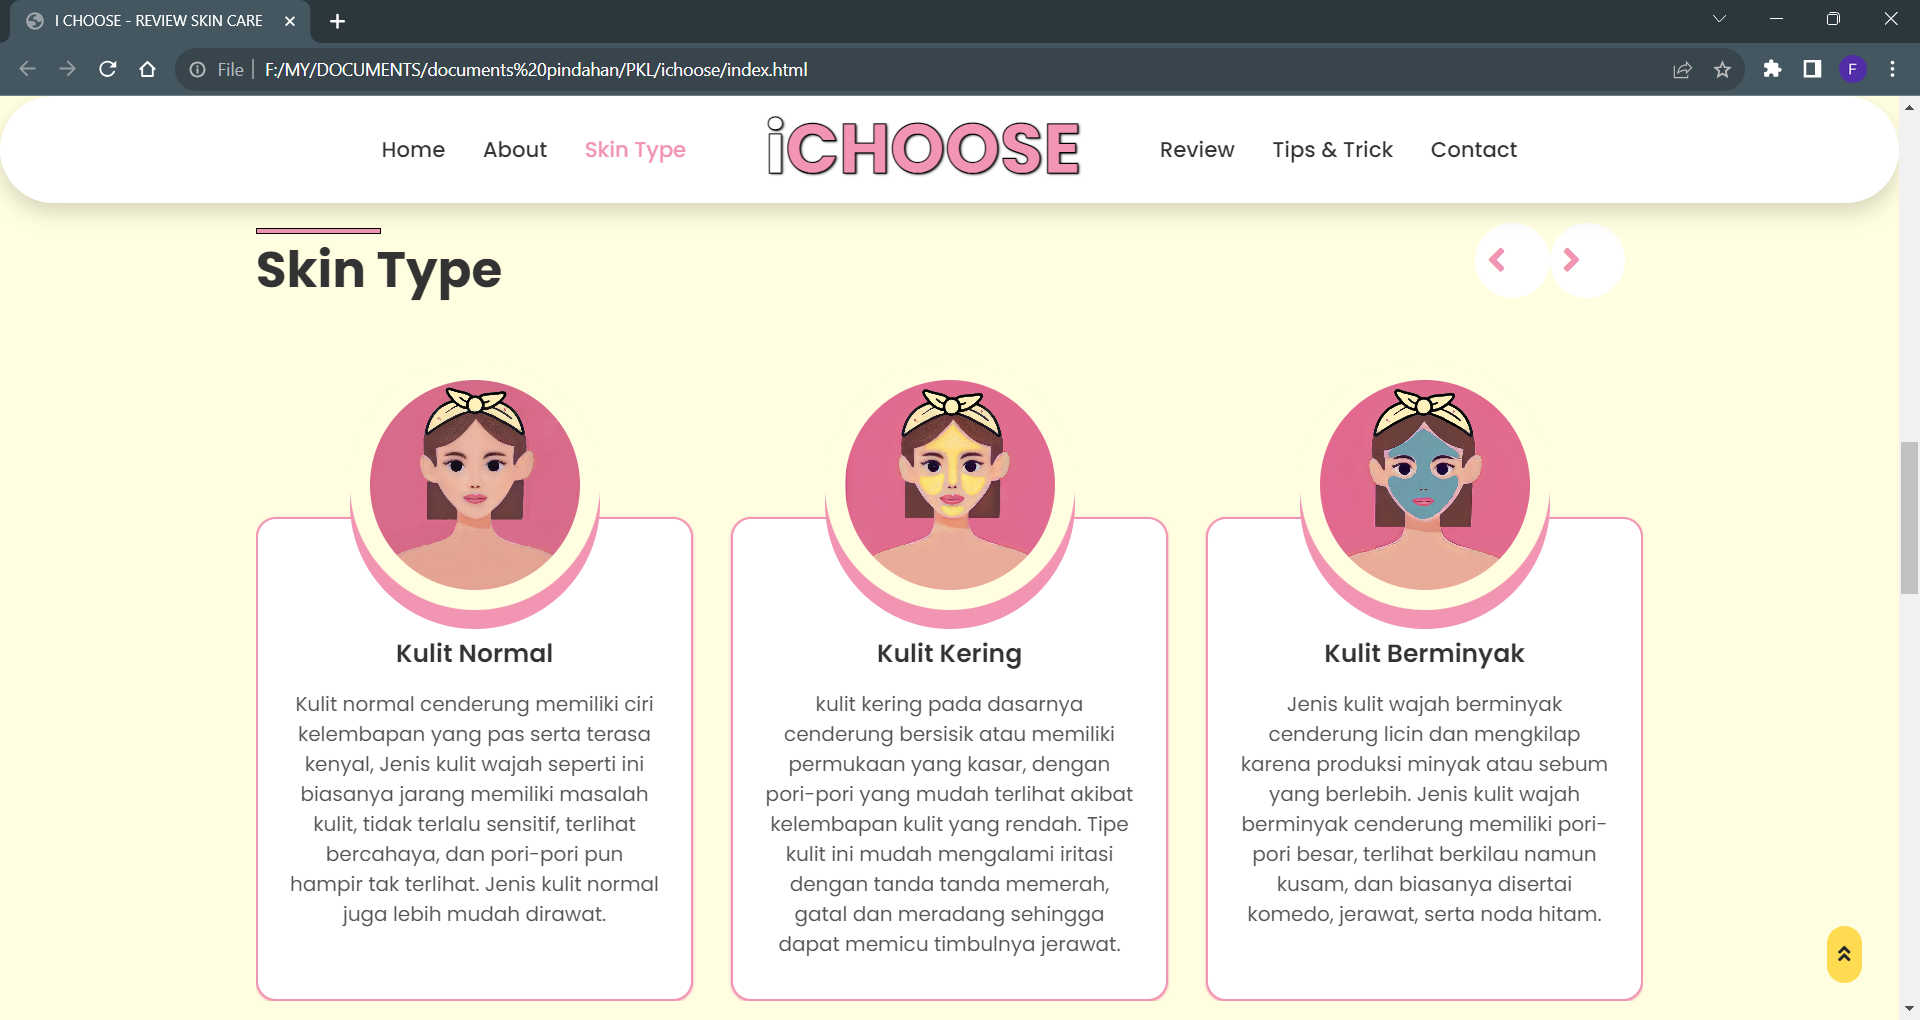 I CHOOSE - REVIEW SKIN CARE
File
F:/MY/DOCUMENTS/documents%20pindahan/PKL/ichoose/index.html
F
Home
About
Skin Type
iCHOOSE
Review
Tips & Trick
Contact
Skin Type
Kulit Normal
Kulit normal cenderung memiliki ciri
kelembapan yang pas serta terasa
kenyal, Jenis kulit wajah seperti ini
biasanya jarang memiliki masalah
kulit, tidak terlalu sensitif, terlihat
bercahaya, dan pori-pori pun
hampir tak terlihat. Jenis kulit normal
juga lebih mudah dirawat.
Kulit Kering
kulit kering pada dasarnya
cenderung bersisik atau memiliki
permukaan yang kasar, dengan
pori-pori yang mudah terlihat akibat
kelembapan kulit yang rendah. Tipe
kulit ini mudah mengalami iritasi
dengan tanda tanda memerah,
gatal dan meradang sehingga
dapat memicu timbulnya jerawat.
Kulit Berminyak
Jenis kulit wajah berminyak
cenderung licin dan mengkilap
karena produksi minyak atau sebum
yang berlebih. Jenis kulit wajah
berminyak cenderung memiliki pori-
pori besar, terlihat berkilau namun
kusam, dan biasanya disertai
komedo, jerawat, serta noda hitam.